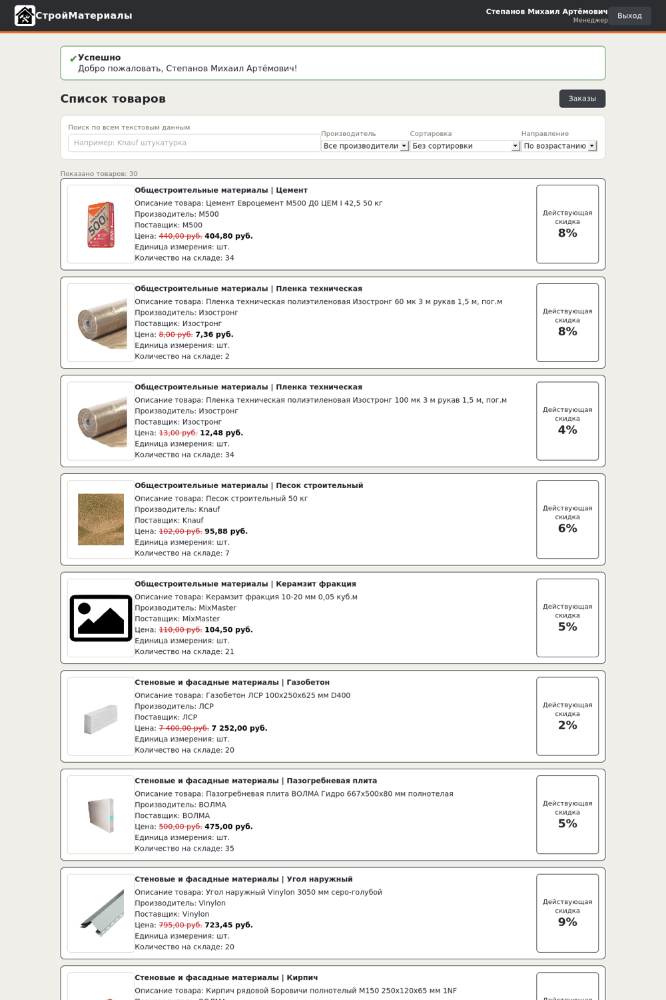 СтройМатериалы
Степанов Михаил Артёмович
Менеджер
Выход
✔ Успешно
Добро пожаловать, Степанов Михаил Артёмович!
Список товаров
Заказы
Поиск по всем текстовым данным
Например: Knauf штукатурка
Производитель
Все производители
Сортировка
Без сортировки
Направление
По возрастанию
Показано товаров: 30
Общестроительные материалы | Цемент
Описание товара: Цемент Евроцемент М500 Д0 ЦЕМ I 42,5 50 кг
Производитель: М500
Поставщик: М500
Цена: 440,00 руб. 404,80 руб.
Единица измерения: шт.
Количество на складе: 34
Действующая
скидка
8%
500
Общестроительные материалы | Пленка техническая
Описание товара: Пленка техническая полиэтиленовая Изостронг 60 мк 3 м рукав 1,5 м, пог.м
Производитель: Изостронг
Поставщик: Изостронг
Цена: 8,00 руб. 7,36 руб.
Единица измерения: шт.
Количество на складе: 2
Действующая
скидка
8%
Общестроительные материалы | Пленка техническая
Описание товара: Пленка техническая полиэтиленовая Изостронг 100 мк 3 м рукав 1,5 м, пог.м
Производитель: Изостронг
Поставщик: Изостронг
Цена: 13,00 руб. 12,48 руб.
Единица измерения: шт.
Количество на складе: 34
Действующая
скидка
4%
Общестроительные материалы | Песок строительный
Описание товара: Песок строительный 50 кг
Производитель: Knauf
Поставщик: Knauf
Цена: 102,00 руб. 95,88 руб.
Единица измерения: шт.
Количество на складе: 7
Действующая
скидка
6%
Общестроительные материалы | Керамзит фракция
Описание товара: Керамзит фракция 10-20 мм 0,05 куб.м
Производитель: MixMaster
Поставщик: MixMaster
Цена: 110,00 руб. 104,50 руб.
Единица измерения: шт.
Количество на складе: 21
Действующая
скидка
5%
Стеновые и фасадные материалы | Газобетон
Описание товара: Газобетон ЛСР 100х250х625 мм D400
Производитель: ЛСР
Поставщик: ЛСР
Цена: 7 400,00 руб. 7 252,00 руб.
Единица измерения: шт.
Количество на складе: 20
Действующая
скидка
2%
Стеновые и фасадные материалы | Пазогребневая плита
Описание товара: Пазогребневая плита ВОЛМА Гидро 667х500х80 мм полнотелая
Производитель: ВОЛМА
Поставщик: ВОЛМА
Цена: 500,00 руб. 475,00 руб.
Единица измерения: шт.
Количество на складе: 35
Действующая
скидка
5%
Стеновые и фасадные материалы | Угол наружный
Описание товара: Угол наружный Vinylon 3050 мм серо-голубой
Производитель: Vinylon
Поставщик: Vinylon
Цена: 795,00 руб. 723,45 руб.
Единица измерения: шт.
Количество на складе: 20
Действующая
скидка
9%
Стеновые и фасадные материалы | Кирпич
Описание товара: Кирпич рядовой Боровичи полнотелый М150 250х120х65 мм 1NF
Производитель: ВОЛМА
Действующая